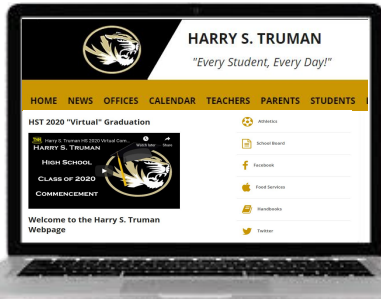 HARRY S. TRUMAN
"Every Student, Every Day!"
HOME NEWS OFFICES CALENDAR TEACHERS PARENTS STUDENTS
HST 2020 "Virtual" Graduation
Harry S. Truman HS 2020 Virtual Com...
Watch later Share
HARRY S. TRUMAN
HIGH SCHOOL
CLASS OF 2020
COMMENCEMENT
Welcome to the Harry S. Truman
Webpage
Athletics
School Board
Facebook
Food Services
Handbooks
Twitter